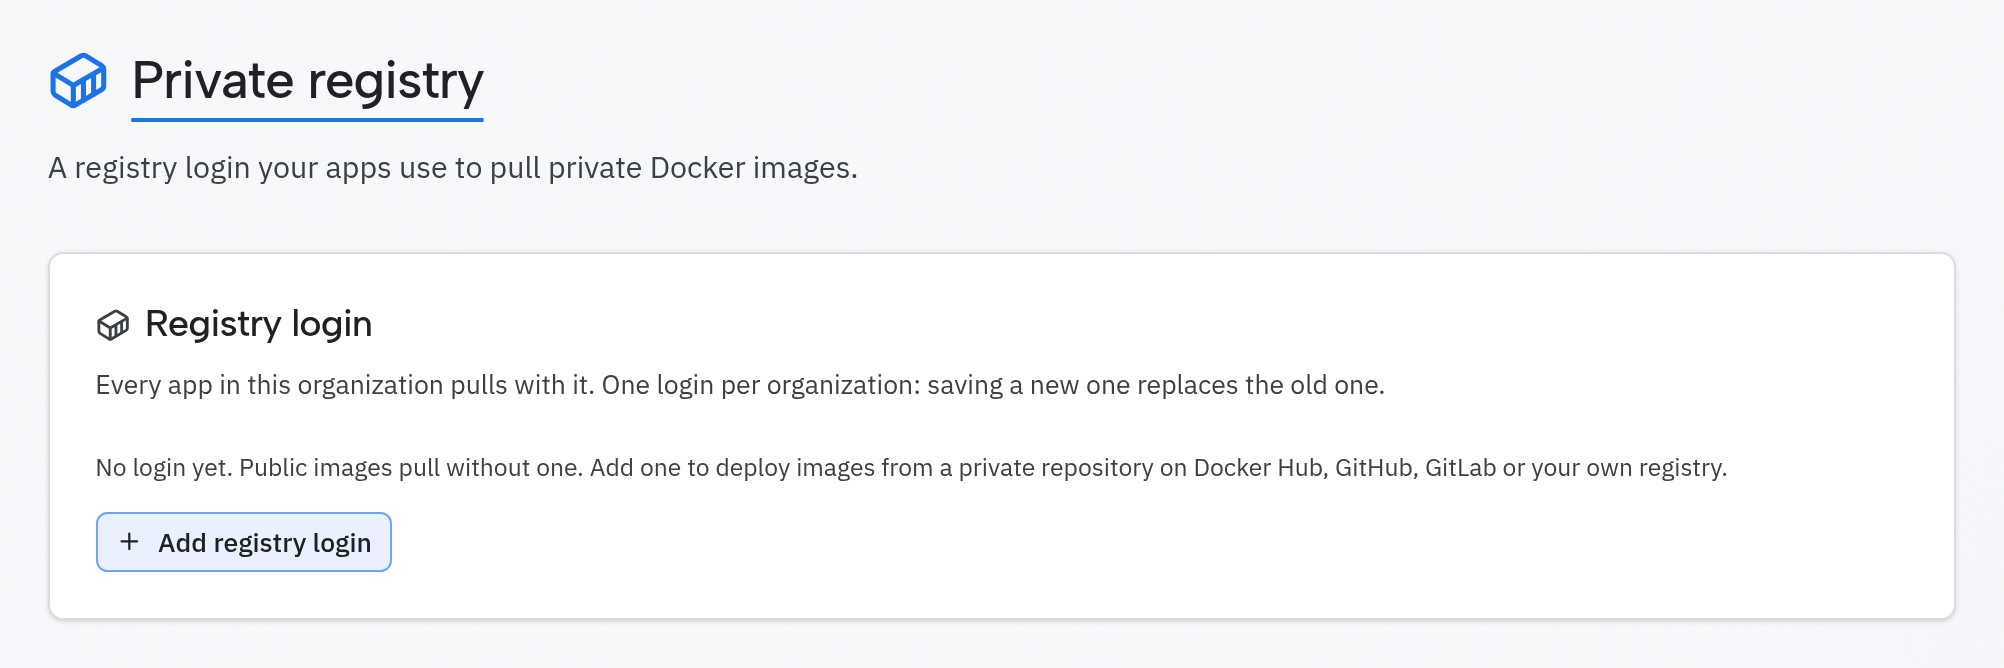 Private registry
A registry login your apps use to pull private Docker images.
Registry login
Every app in this organization pulls with it. One login per organization: saving a new one replaces the old one.
No login yet. Public images pull without one. Add one to deploy images from a private repository on Docker Hub, GitHub, GitLab or your own registry.
+ Add registry login